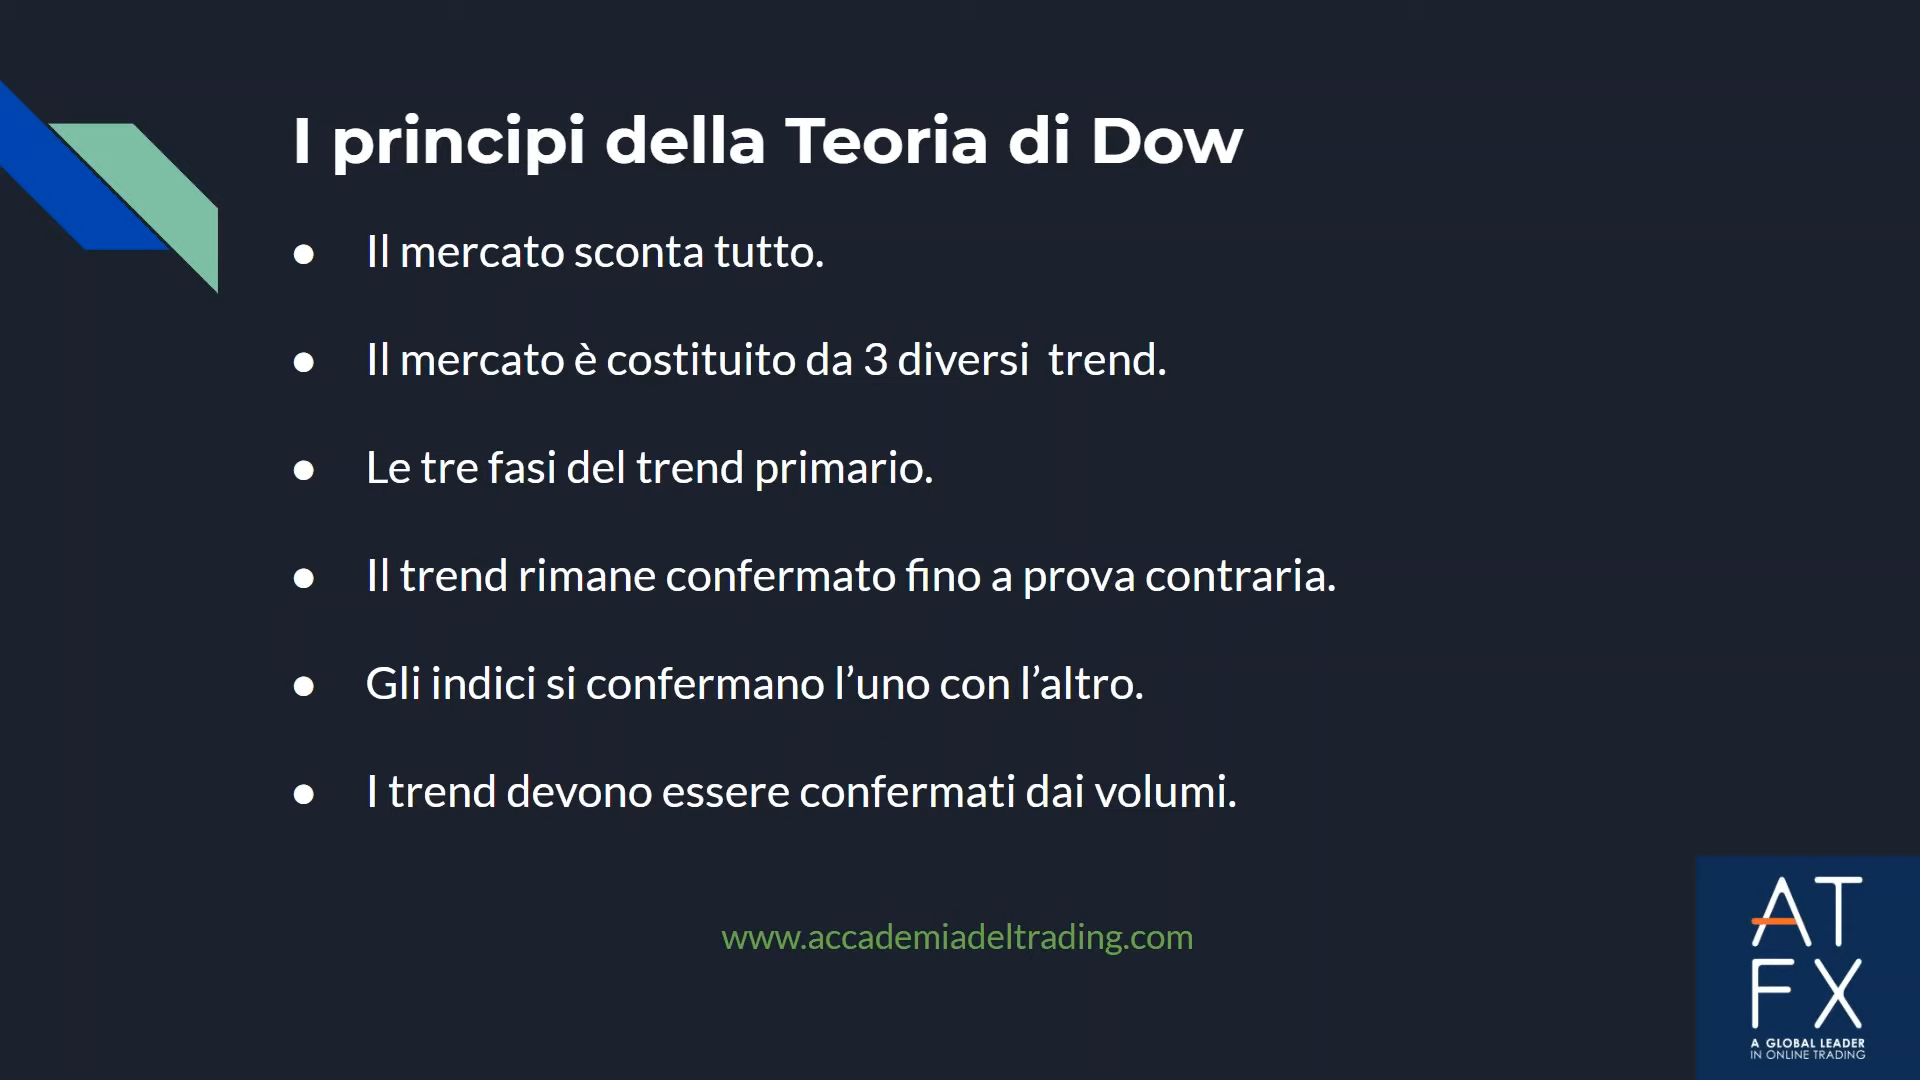 I principi della Teoria di Dow
● Il mercato sconta tutto.
● Il mercato è costituito da 3 diversi  trend.
● Le tre fasi del trend primario.
● Il trend rimane confermato fino a prova contraria.
● Gli indici si confermano l’uno con l’altro.
● I trend devono essere confermati dai volumi.
www.accademiadeltrading.com
AT
FX
A GLOBAL LEADER
IN ONLINE TRADING